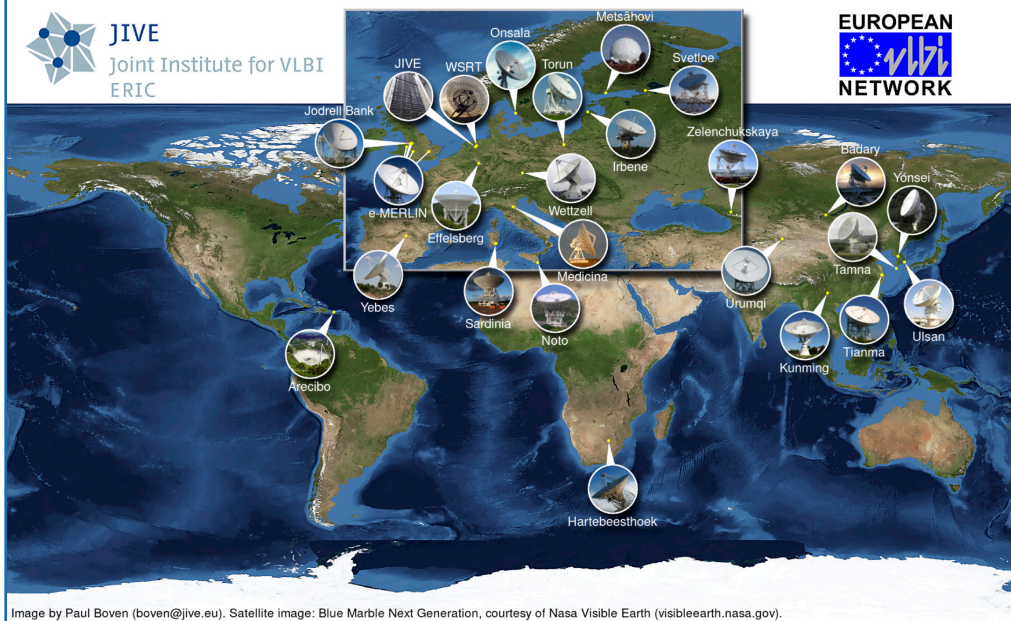 JIVE
Joint Institute for VLBI
ERIC
EUROPEAN
vlbi
NETWORK
Metsähovi
Onsala
JIVE
WSRT
Torun
Svetloe
Jodrell Bank
Zelenchukskaya
Irbene
Badary
Yonsei
e-MERLIN
Wettzell
Effelsberg
Tamna
Medicina
Urumqi
Yebes
Sardinia
Noto
Ulsan
Tianma
Kunming
Arecibo
Hartebeesthoek
Image by Paul Boven (boven@jive.eu). Satellite image: Blue Marble Next Generation, courtesy of Nasa Visible Earth (visibleearth.nasa.gov).